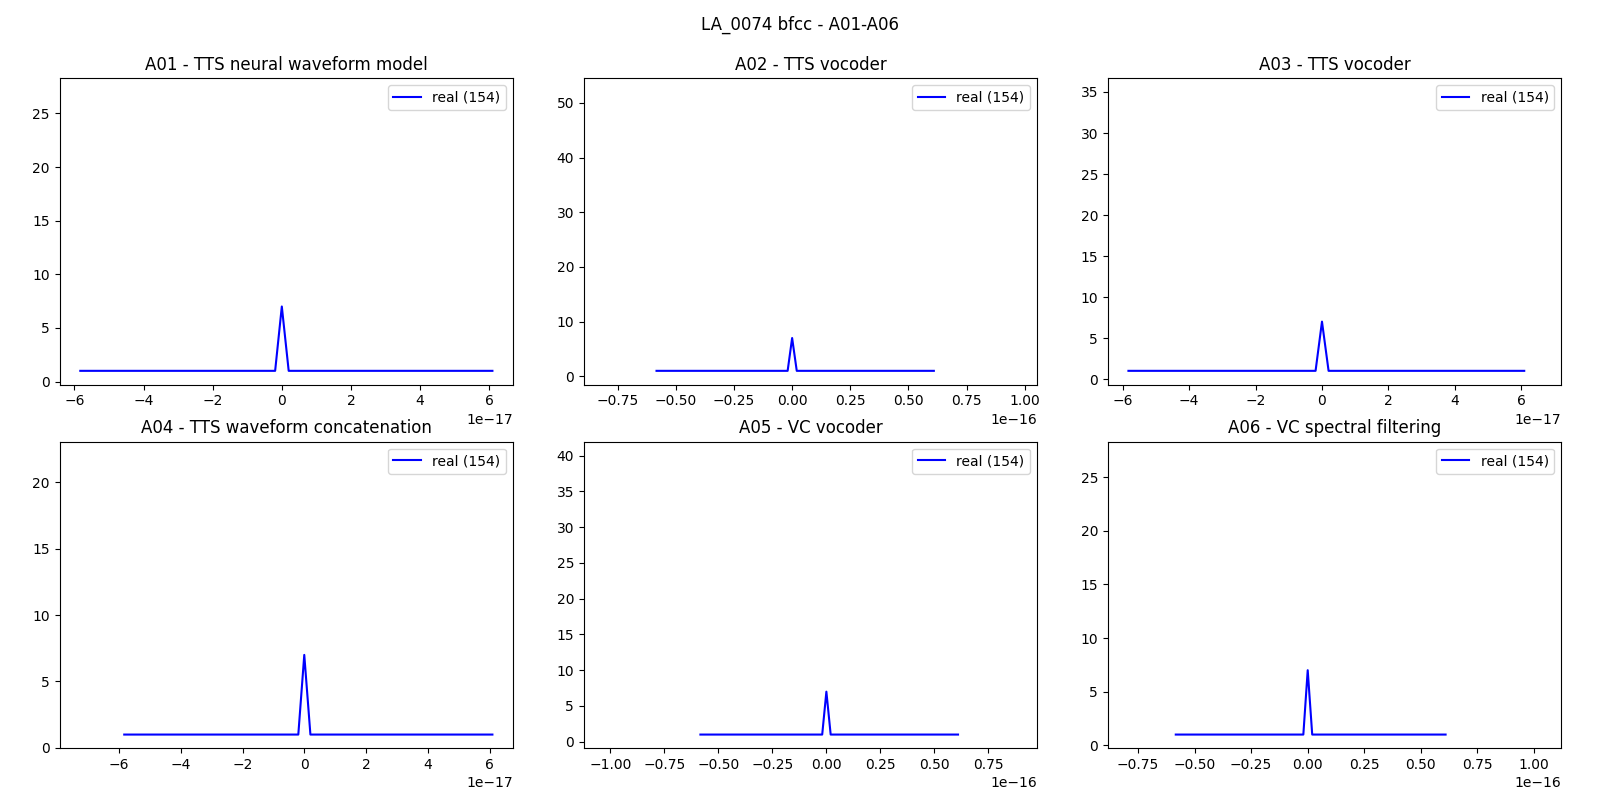 LA_0074 bfcc - A01-A06
A01 - TTS neural waveform model
real (154)
25
20
15
10
5
0
−6 −4 −2 0 2 4 6
1e−17
A02 - TTS vocoder
real (154)
50
40
30
20
10
0
−0.75 −0.50 −0.25 0.00 0.25 0.50 0.75 1.00
1e−16
A03 - TTS vocoder
real (154)
35
30
25
20
15
10
5
0
−6 −4 −2 0 2 4 6
1e−17
A04 - TTS waveform concatenation
real (154)
20
15
10
5
0
−6 −4 −2 0 2 4 6
1e−17
A05 - VC vocoder
real (154)
40
35
30
25
20
15
10
5
0
−1.00 −0.75 −0.50 −0.25 0.00 0.25 0.50 0.75
1e−16
A06 - VC spectral filtering
real (154)
25
20
15
10
5
0
−0.75 −0.50 −0.25 0.00 0.25 0.50 0.75 1.00
1e−16